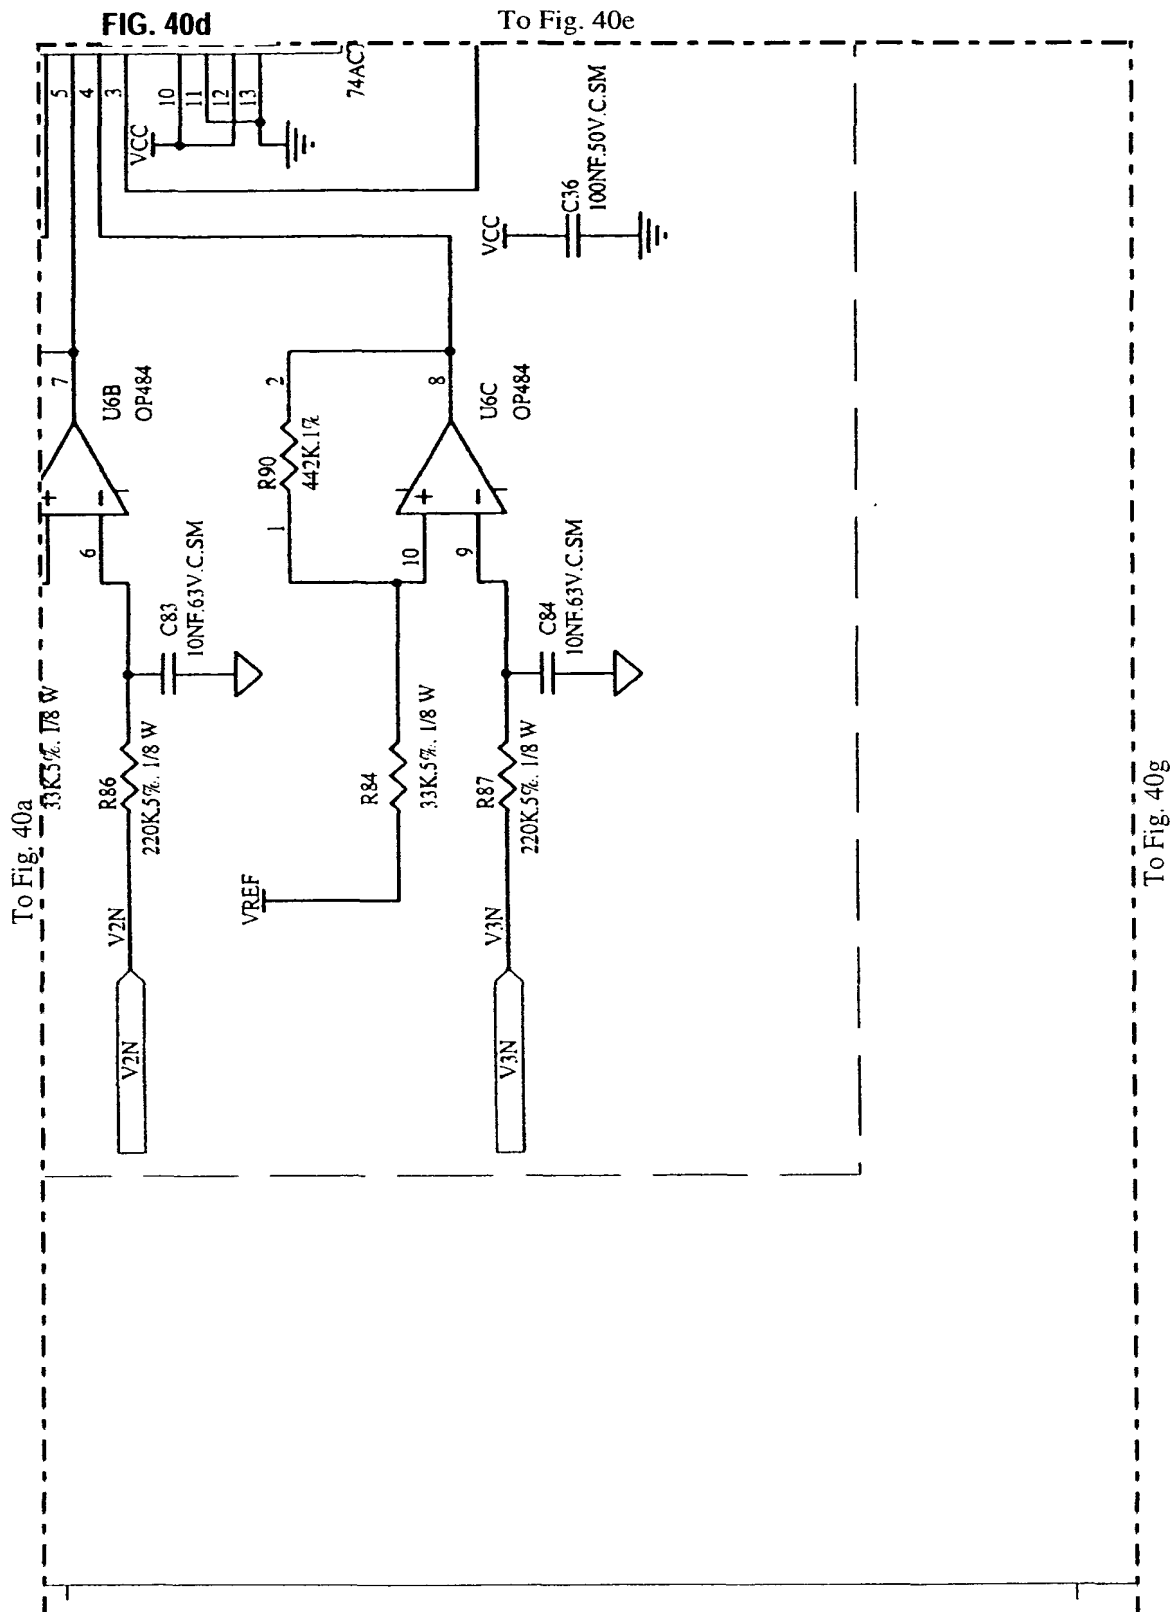 FIG. 40d
To Fig. 40e
5
4
3
10
11
12
13
74AC
VCC
C36
100NF.50V.C.SM
VCC
7
U6B
OP484
+
−
6
2
R90
442K.1%
1
8
U6C
OP484
+
−
10
9
C83
10NF.63V.C.SM
C84
10NF.63V.C.SM
33K.5%. 1/8 W
R86
220K.5%. 1/8 W
R84
33K.5%. 1/8 W
R87
220K.5%. 1/8 W
To Fig. 40a
To Fig. 40g
V2N
VREF
V3N
V2N
V3N